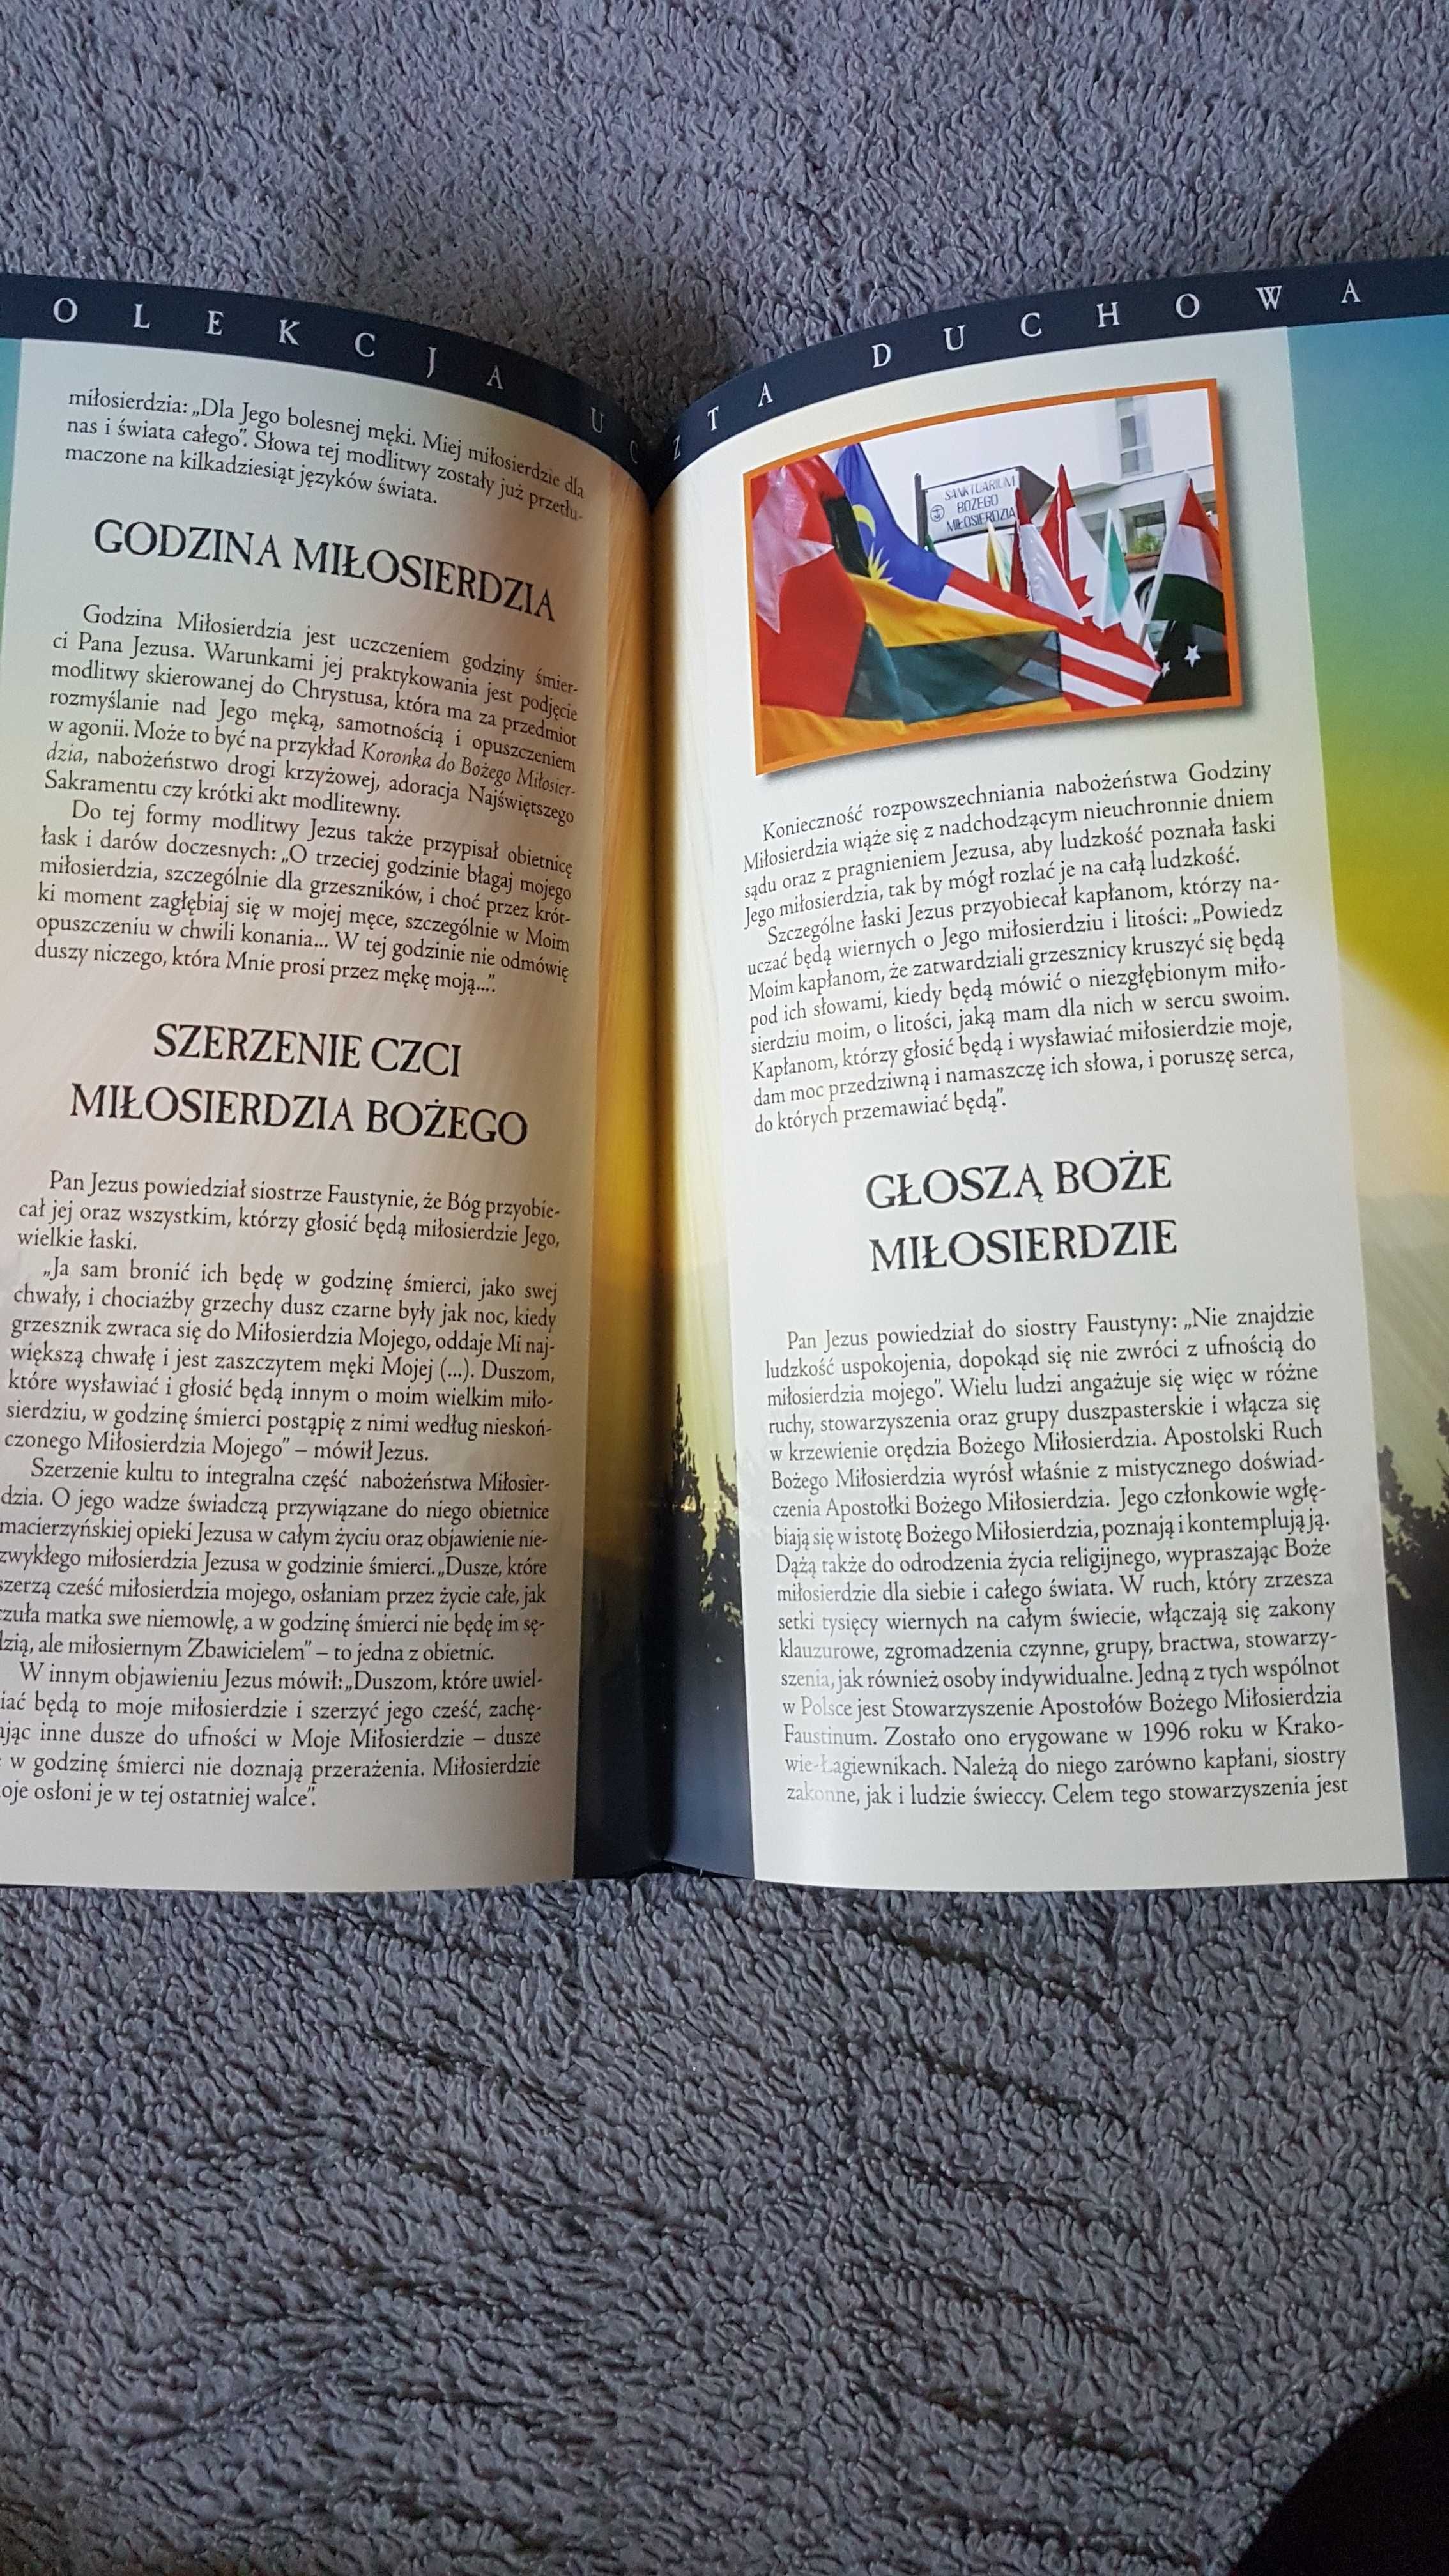 OLEKCJA UCZTA DUCHOWA
miłosierdzia: „Dla Jego bolesnej męki. Miej miłosierdzie dla
nas i świata całego”. Słowa tej modlitwy zostały już przetłu-
maczone na kilkadziesiąt języków świata.
GODZINA MIŁOSIERDZIA
Godzina Miłosierdzia jest uczczeniem godziny śmier-
ci Pana Jezusa. Warunkami jej praktykowania jest podjęcie
modlitwy skierowanej do Chrystusa, która ma za przedmiot
rozmyślanie nad Jego męką, samotnością i opuszczeniem
w agonii. Może to być na przykład Koronka do Bożego Miłosier-
dzia, nabożeństwo drogi krzyżowej, adoracja Najświętszego
Sakramentu czy krótki akt modlitewny.
Do tej formy modlitwy Jezus także przypisał obietnicę
łask i darów doczesnych: „O trzeciej godzinie błagaj mojego
miłosierdzia, szczególnie dla grzeszników, i choć przez krót-
ki moment zagłębiaj się w mojej męce, szczególnie w Moim
opuszczeniu w chwili konania... W tej godzinie nie odmówię
duszy niczego, która Mnie prosi przez mękę moją...”.
SZERZENIE CZCI
MIŁOSIERDZIA BOŻEGO
Pan Jezus powiedział siostrze Faustynie, że Bóg przyobie-
cał jej oraz wszystkim, którzy głosić będą miłosierdzie Jego,
wielkie łaski.
„Ja sam bronić ich będę w godzinę śmierci, jako swej
chwały, i chociażby grzechy dusz czarne były jak noc, kiedy
grzesznik zwraca się do Miłosierdzia Mojego, oddaje Mi naj-
większą chwałę i jest zaszczytem męki Mojej (...). Duszom,
które wysławiać i głosić będą innym o moim wielkim miło-
sierdziu, w godzinę śmierci postąpię z nimi według nieskoń-
czonego Miłosierdzia Mojego” – mówił Jezus.
Szerzenie kultu to integralna część nabożeństwa Miłosier-
dzia. O jego wadze świadczą przywiązane do niego obietnice
macierzyńskiej opieki Jezusa w całym życiu oraz objawienie nie-
zwykłego miłosierdzia Jezusa w godzinie śmierci. „Dusze, które
szerzą cześć miłosierdzia mojego, osłaniam przez życie całe, jak
czuła matka swe niemowlę, a w godzinę śmierci nie będę im sę-
dzią, ale miłosiernym Zbawicielem” – to jedna z obietnic.
W innym objawieniu Jezus mówił: „Duszom, które uwiel-
iać będą to moje miłosierdzie i szerzyć jego cześć, zachę-
ając inne dusze do ufności w Moje Miłosierdzie – dusze
w godzinę śmierci nie doznają przerażenia. Miłosierdzie
oje osłoni je w tej ostatniej walce”.
SANKTUARIUM
BOŻEGO
MIŁOSIERDZIA
Konieczność rozpowszechniania nabożeństwa Godziny
Miłosierdzia wiąże się z nadchodzącym nieuchronnie dniem
sądu oraz z pragnieniem Jezusa, aby ludzkość poznała łaski
Jego miłosierdzia, tak by mógł rozlać je na całą ludzkość.
Szczególne łaski Jezus przyobiecał kapłanom, którzy na-
uczać będą wiernych o Jego miłosierdziu i litości: „Powiedz
Moim kapłanom, że zatwardziali grzesznicy kruszyć się będą
pod ich słowami, kiedy będą mówić o niezgłębionym miło-
sierdziu moim, o litości, jaką mam dla nich w sercu swoim.
Kapłanom, którzy głosić będą i wysławiać miłosierdzie moje,
dam moc przedziwną i namaszczę ich słowa, i poruszę serca,
do których przemawiać będą”.
GŁOSZĄ BOŻE
MIŁOSIERDZIE
Pan Jezus powiedział do siostry Faustyny: „Nie znajdzie
ludzkość uspokojenia, dopokąd się nie zwróci z ufnością do
miłosierdzia mojego”. Wielu ludzi angażuje się więc w różne
ruchy, stowarzyszenia oraz grupy duszpasterskie i włącza się
w krzewienie orędzia Bożego Miłosierdzia. Apostolski Ruch
Bożego Miłosierdzia wyrósł właśnie z mistycznego doświad-
czenia Apostołki Bożego Miłosierdzia. Jego członkowie wgłę-
biają się w istotę Bożego Miłosierdzia, poznają i kontemplują ją.
Dążą także do odrodzenia życia religijnego, wypraszając Boże
miłosierdzie dla siebie i całego świata. W ruch, który zrzesza
setki tysięcy wiernych na całym świecie, włączają się zakony
klauzurowe, zgromadzenia czynne, grupy, bractwa, stowarzy-
szenia, jak również osoby indywidualne. Jedną z tych wspólnot
w Polsce jest Stowarzyszenie Apostołów Bożego Miłosierdzia
Faustinum. Zostało ono erygowane w 1996 roku w Krako-
wie-Łagiewnikach. Należą do niego zarówno kapłani, siostry
zakonne, jak i ludzie świeccy. Celem tego stowarzyszenia jest